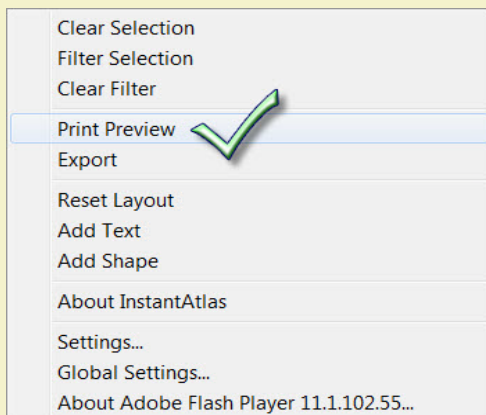 Clear Selection
Filter Selection
Clear Filter
Print Preview
Export
Reset Layout
Add Text
Add Shape
About InstantAtlas
Settings...
Global Settings...
About Adobe Flash Player 11.1.102.55...